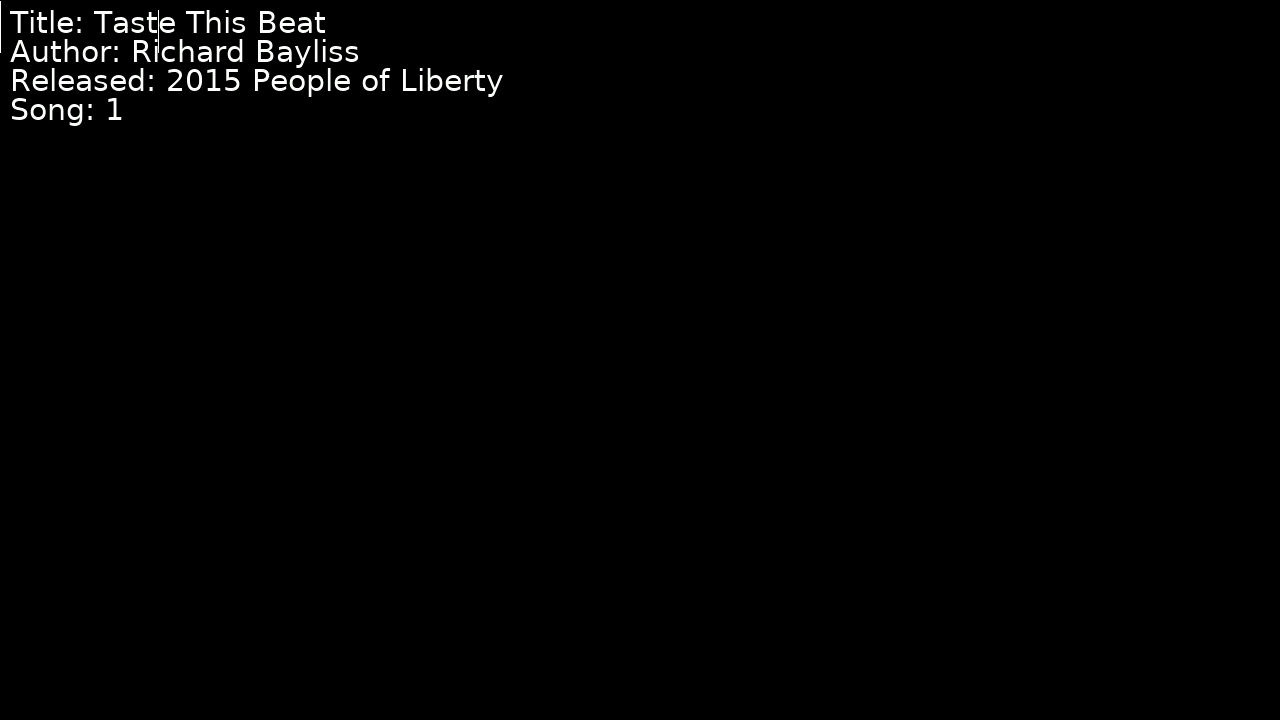 Title: Taste This Beat
Author: Richard Bayliss
Released: 2015 People of Liberty
Song: 1